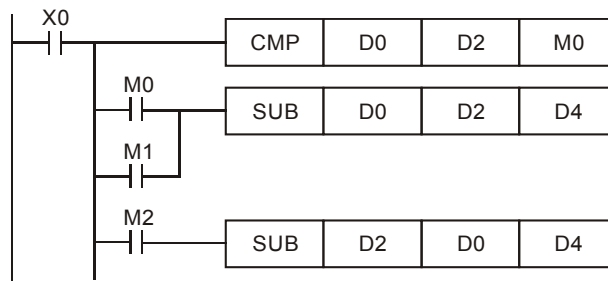 X0
CMP D0 D2 M0
M0
SUB D0 D2 D4
M1
M2
SUB D2 D0 D4